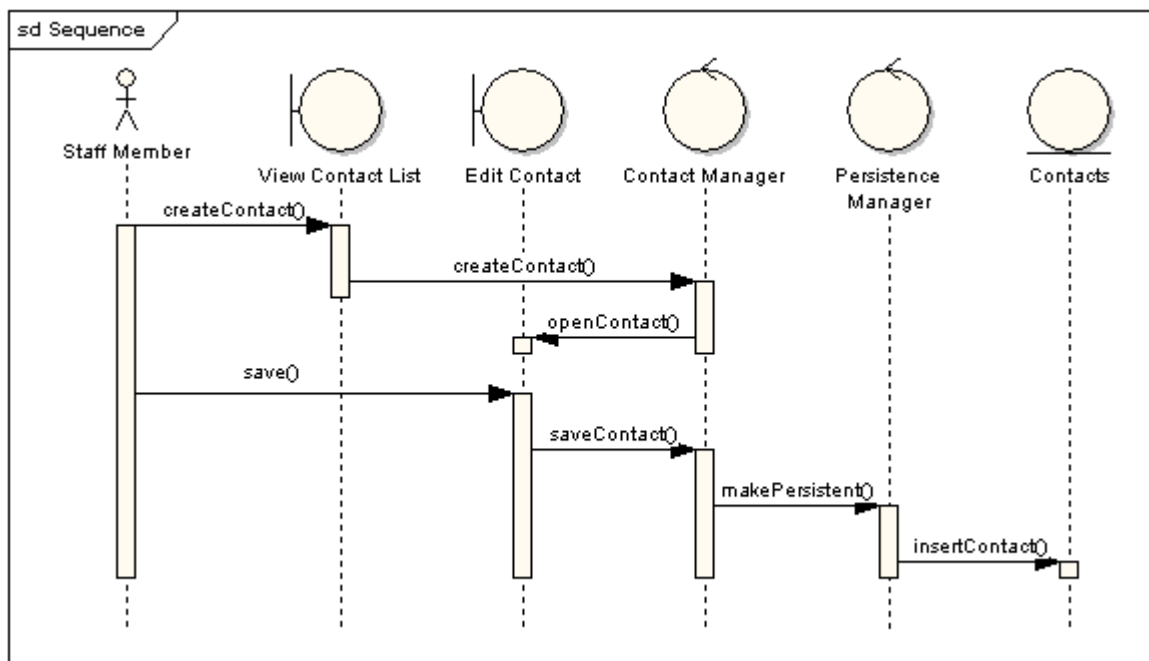 sd Sequence
Staff Member
View Contact List
Edit Contact
Contact Manager
Persistence
Manager
Contacts
createContact()
createContact()
openContact()
save()
saveContact()
makePersistent()
insertContact()